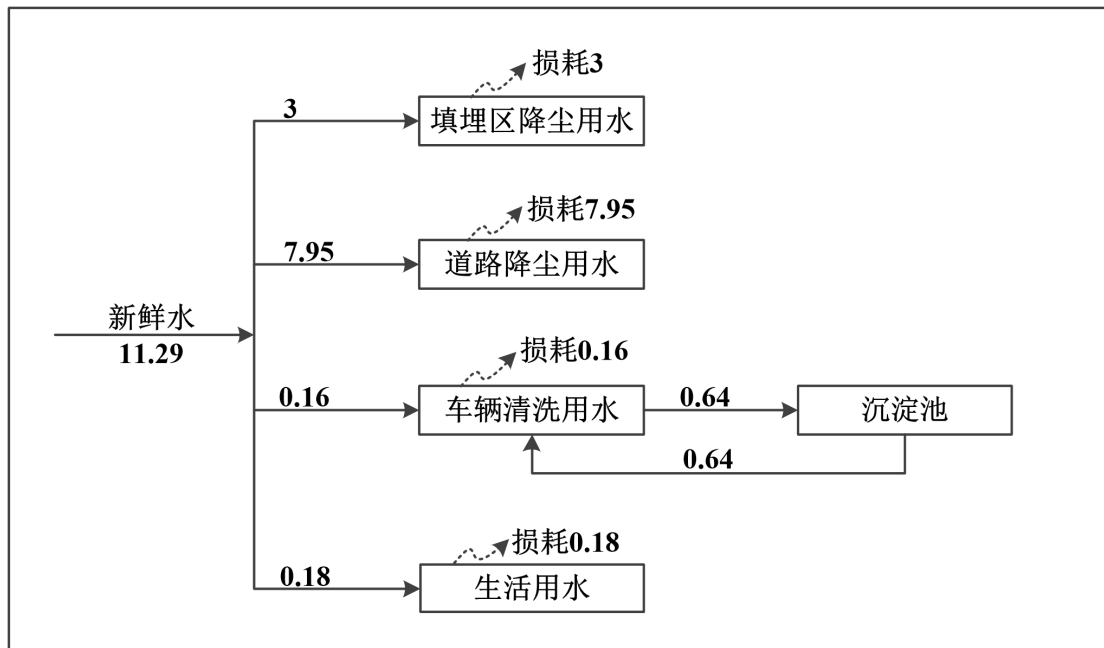 损耗3
3
填埋区降尘用水
损耗7.95
7.95
道路降尘用水
新鲜水
11.29
损耗0.16
0.16
车辆清洗用水
0.64
沉淀池
0.64
损耗0.18
0.18
生活用水